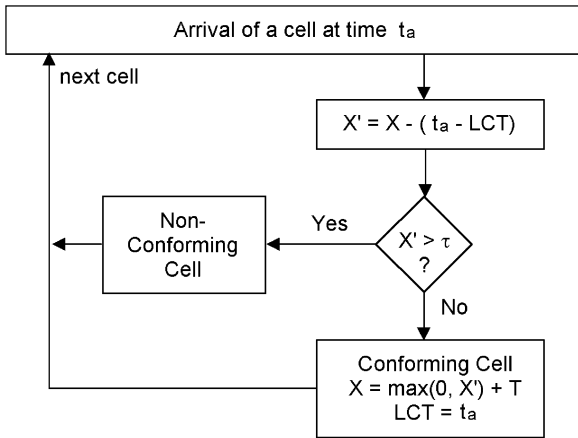 Arrival of a cell at time ta
next cell
X' = X - ( ta - LCT)
Non-
Conforming
Cell
Yes
X' > τ
?
No
Conforming Cell
X = max(0, X') + T
LCT = ta